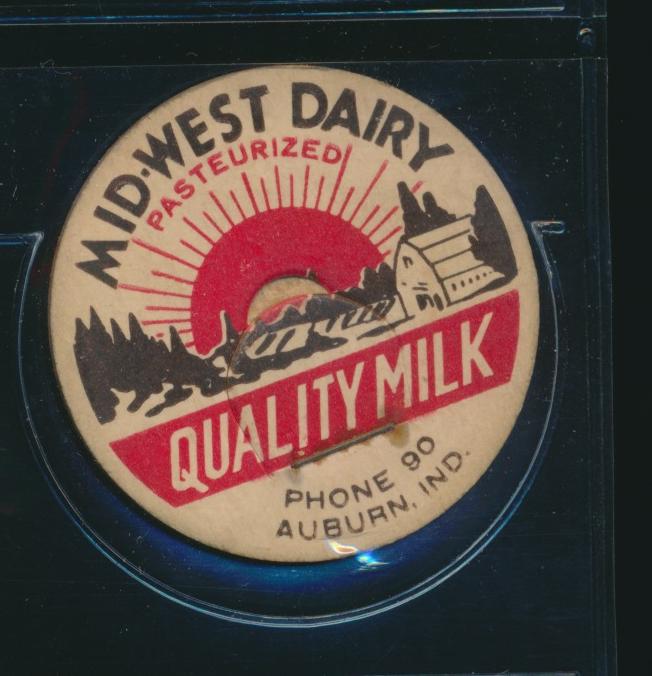 MID-WEST DAIRY
PASTEURIZED
QUALITY MILK
PHONE 90
AUBURN, IND.